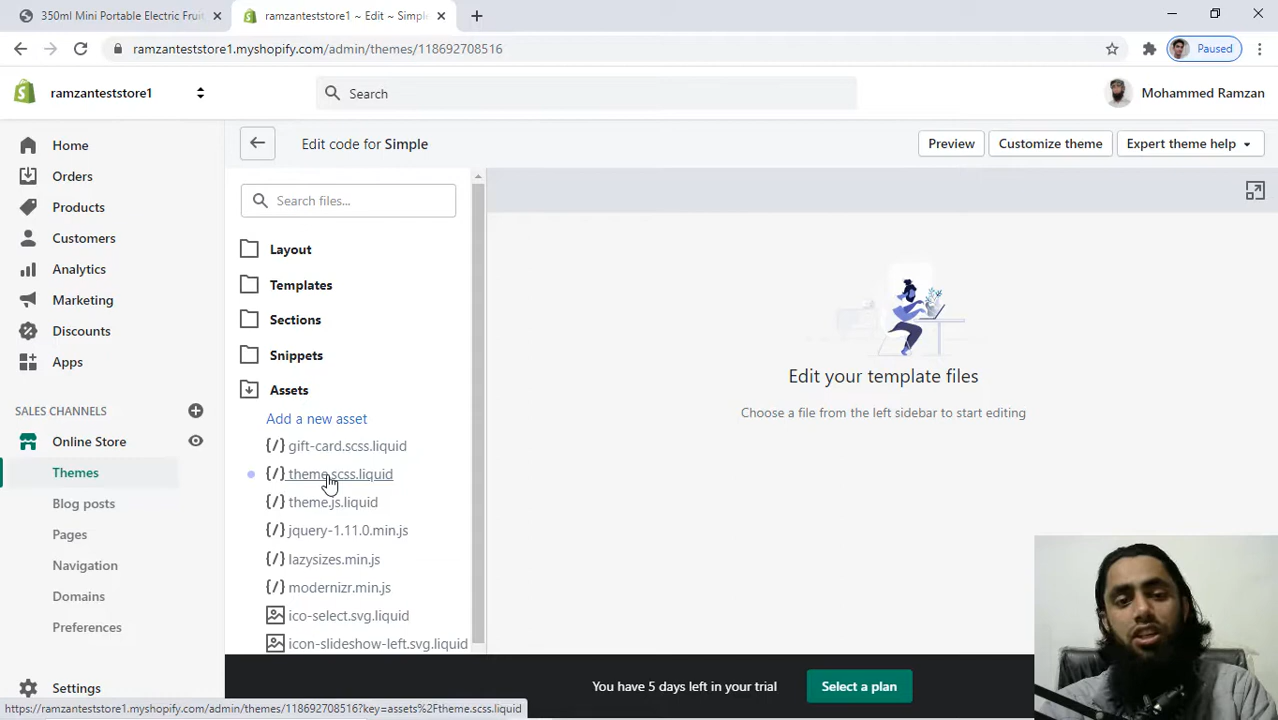 350ml Mini Portable Electric Fruit
ramzanteststore1 ~ Edit ~ Simple
ramzanteststore1.myshopify.com/admin/themes/118692708516
Paused
ramzanteststore1
Search
Mohammed Ramzan
Home
Orders
Products
Customers
Analytics
Marketing
Discounts
Apps
SALES CHANNELS
Online Store
Themes
Blog posts
Pages
Navigation
Domains
Preferences
Settings
Edit code for Simple
Preview
Customize theme
Expert theme help
Search files...
Layout
Templates
Sections
Snippets
Assets
Add a new asset
{/} gift-card.scss.liquid
{/} theme.scss.liquid
{/} theme.js.liquid
{/} jquery-1.11.0.min.js
{/} lazysizes.min.js
{/} modernizr.min.js
ico-select.svg.liquid
icon-slideshow-left.svg.liquid
Edit your template files
Choose a file from the left sidebar to start editing
You have 5 days left in your trial
Select a plan
https://ramzanteststore1.myshopify.com/admin/themes/118692708516?key=assets%2Ftheme.scss.liquid